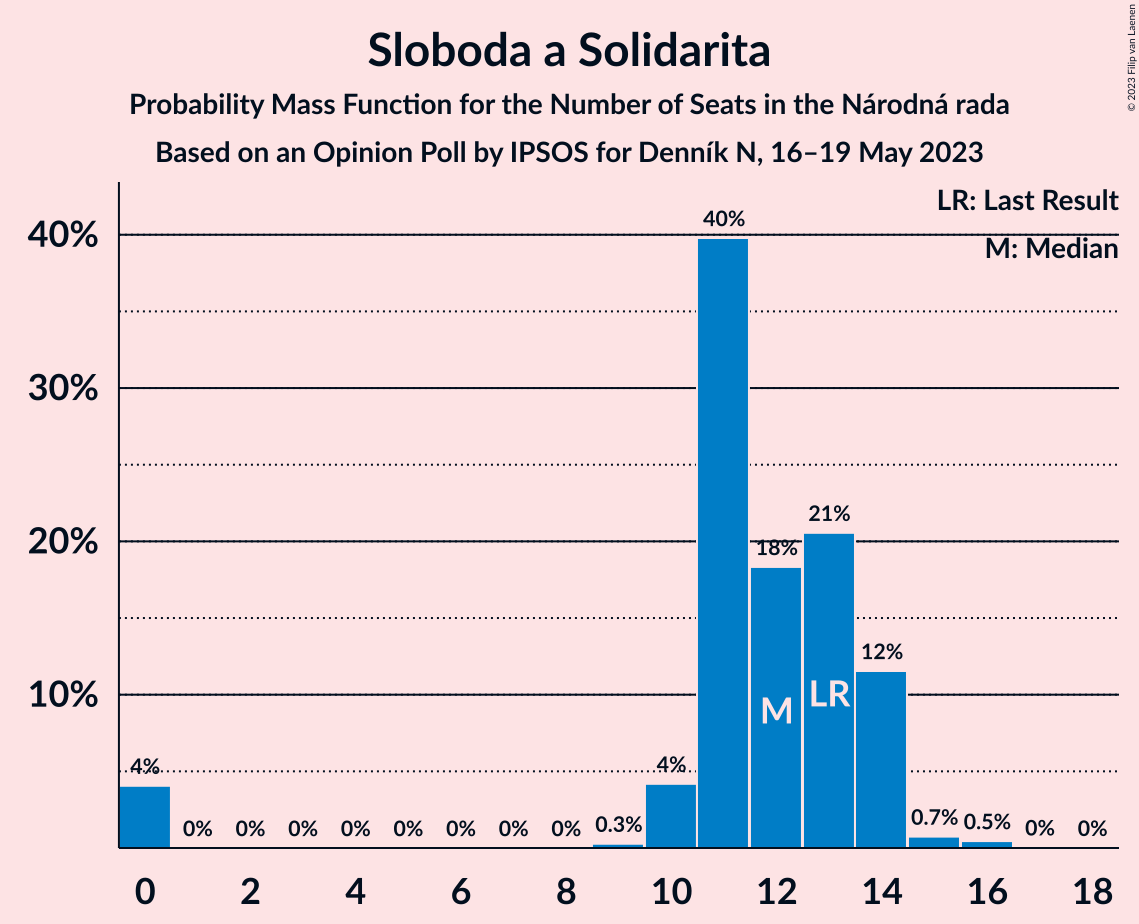 Sloboda a Solidarita
Probability Mass Function for the Number of Seats in the Národná rada
Based on an Opinion Poll by IPSOS for Denník N, 16–19 May 2023
© 2023 Filip van Laenen
LR: Last Result
M: Median
40%
30%
20%
10%
4%
0%
0%
0%
0%
0%
0%
0%
0%
0.3%
4%
40%
18%
21%
12%
0.7%
0.5%
0%
0%
M
LR
0 2 4 6 8 10 12 14 16 18